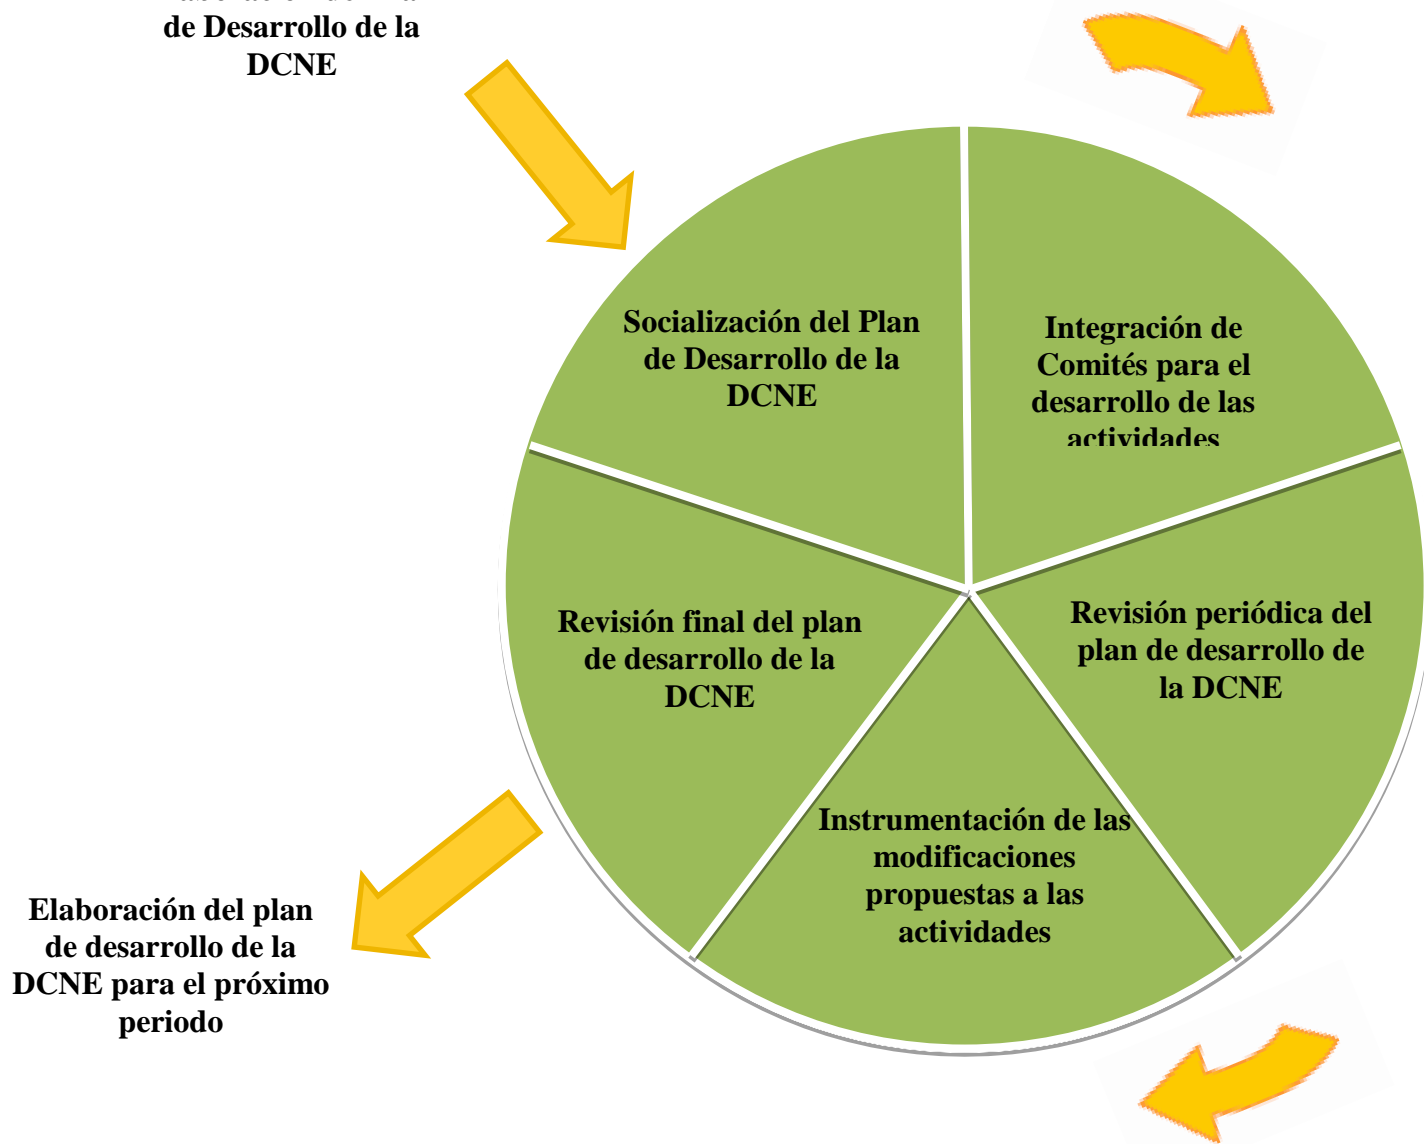 de Desarrollo de la
DCNE
Socialización del Plan
de Desarrollo de la
DCNE
Integración de
Comités para el
desarrollo de las
actividades
Revisión periódica del
plan de desarrollo de
la DCNE
Instrumentación de las
modificaciones
propuestas a las
actividades
Revisión final del plan
de desarrollo de la
DCNE
Elaboración del plan
de desarrollo de la
DCNE para el próximo
periodo